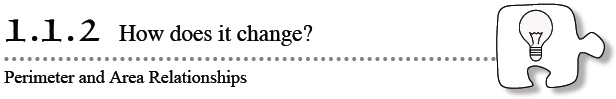 1.1.2 How does it change?
Perimeter and Area Relationships